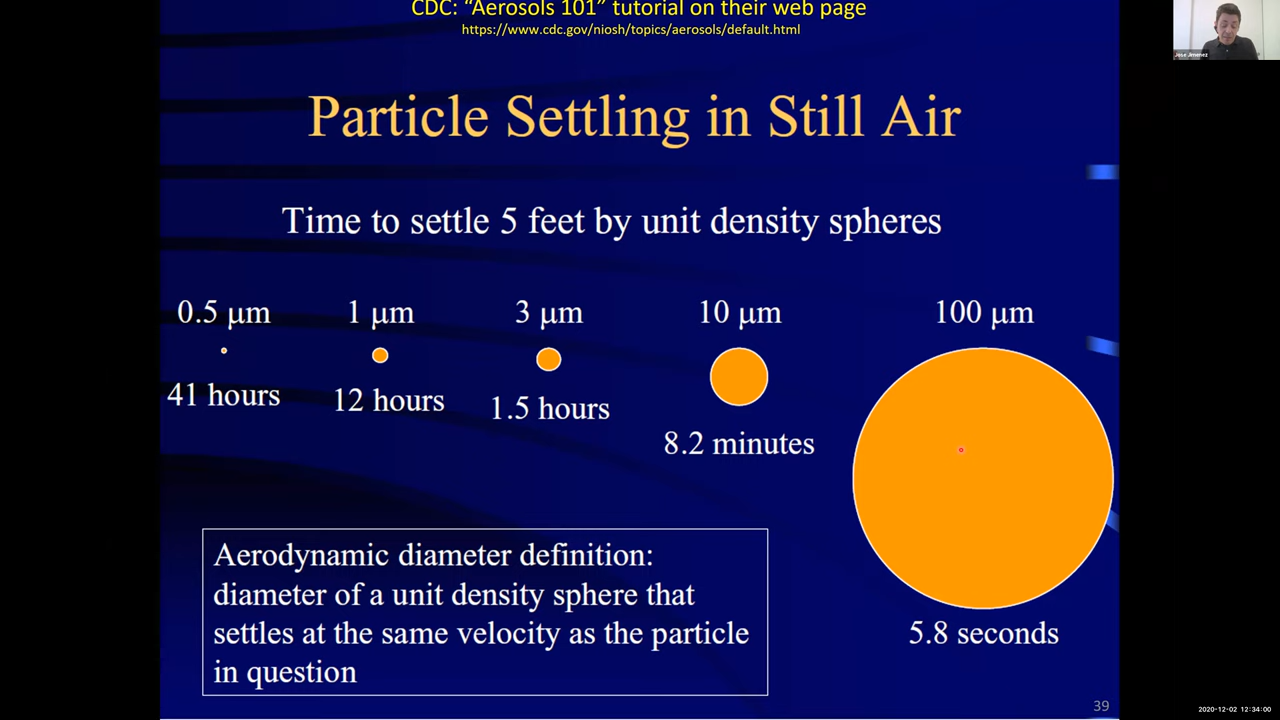 CDC: “Aerosols 101” tutorial on their web page
https://www.cdc.gov/niosh/topics/aerosols/default.html
Jose Jimenez
Particle Settling in Still Air
Time to settle 5 feet by unit density spheres
0.5 μm 1 μm 3 μm 10 μm 100 μm
41 hours 12 hours 1.5 hours 8.2 minutes 5.8 seconds
Aerodynamic diameter definition:
diameter of a unit density sphere that
settles at the same velocity as the particle
in question
39
2020-12-02 12:34:00